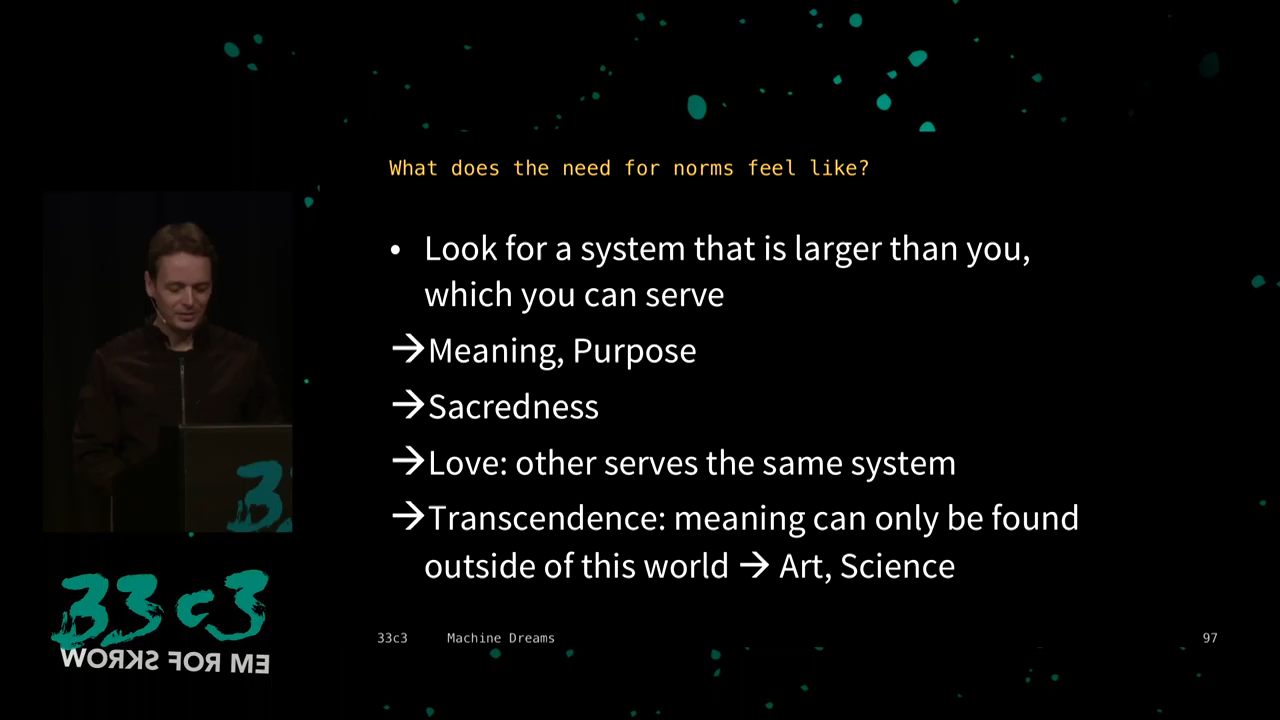 What does the need for norms feel like?
• Look for a system that is larger than you,
which you can serve
→Meaning, Purpose
→Sacredness
→Love: other serves the same system
→Transcendence: meaning can only be found
outside of this world → Art, Science
33c3
33c3
WORKS FOR ME
33c3 Machine Dreams 97